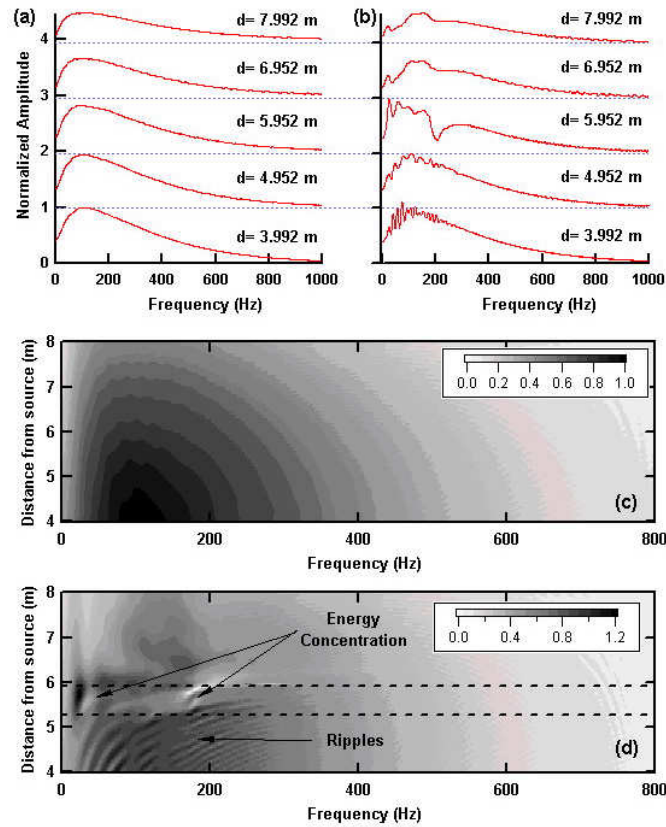 (a)
(b)
Normalized Amplitude
4
3
2
1
0
d= 7.992 m
d= 6.952 m
d= 5.952 m
d= 4.952 m
d= 3.992 m
0 200 400 600 800 1000
Frequency (Hz)
4
3
2
1
d= 7.992 m
d= 6.952 m
d= 5.952 m
d= 4.952 m
d= 3.992 m
0 200 400 600 800 1000
Frequency (Hz)
Distance from source (m)
8
7
6
5
4
0.0 0.4 0.6 0.8 1.0
(c)
0 200 400 600 800
Frequency (Hz)
Distance from source (m)
8
7
6
5
4
0.0 0.4 0.8 1.2
Energy
Concentration
Ripples
(d)
0 200 400 600 800
Frequency (Hz)